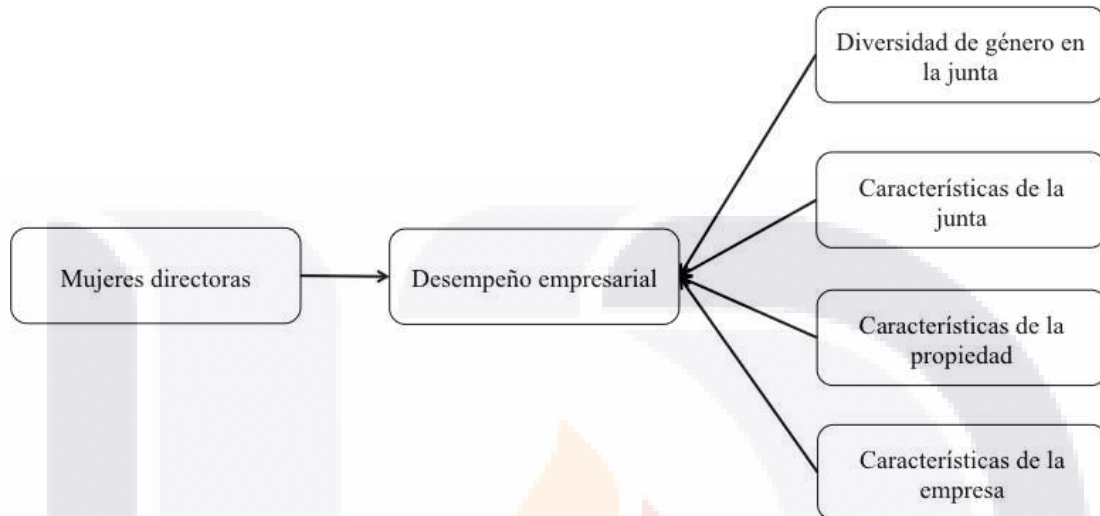 Diversidad de género en
la junta
Características de la
junta
Mujeres directoras
Desempeño empresarial
Características de la
propiedad
Características de la
empresa